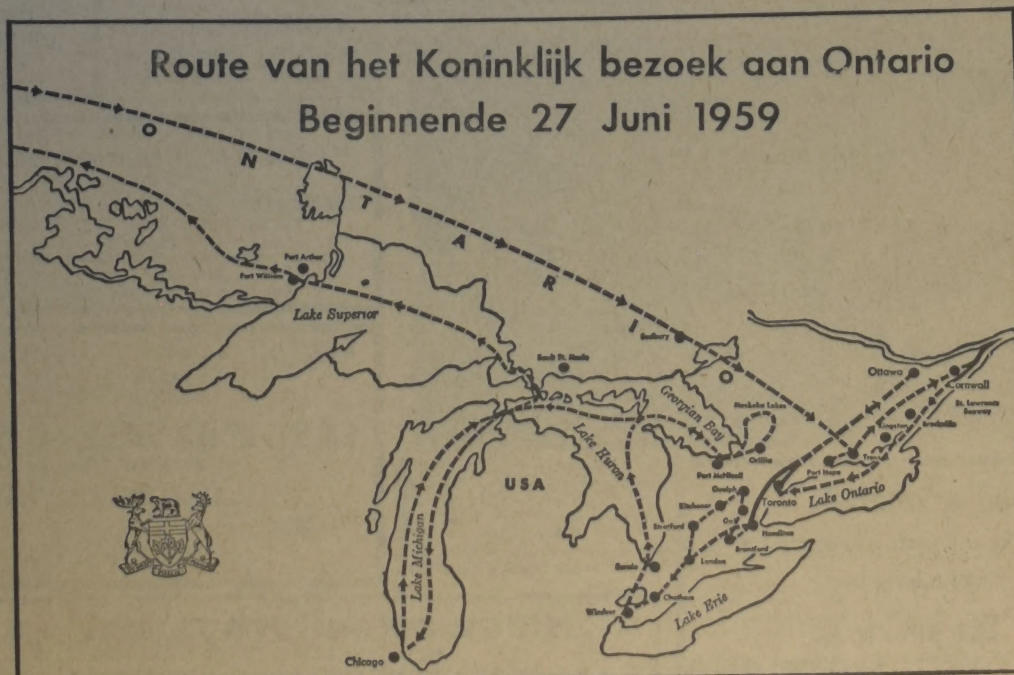 Route van het Koninklijk bezoek aan Ontario
Beginnende 27 Juni 1959
O N T A R I O
Port Arthur
Fort William
Lake Superior
Sudbury
Sault St. Marie
Ottawa
Cornwall
St. Lawrence
Seaway
Brockville
Kingston
Georgian Bay
Muskoka Lakes
Lake Huron
Orillia
Port McNicoll
Port Hope
Toronto
Lake Ontario
USA
Guelph
Kitchener
Stratford
Hamilton
Brantford
London
Sarnia
Chatham
Windsor
Lake Erie
Lake Michigan
Chicago